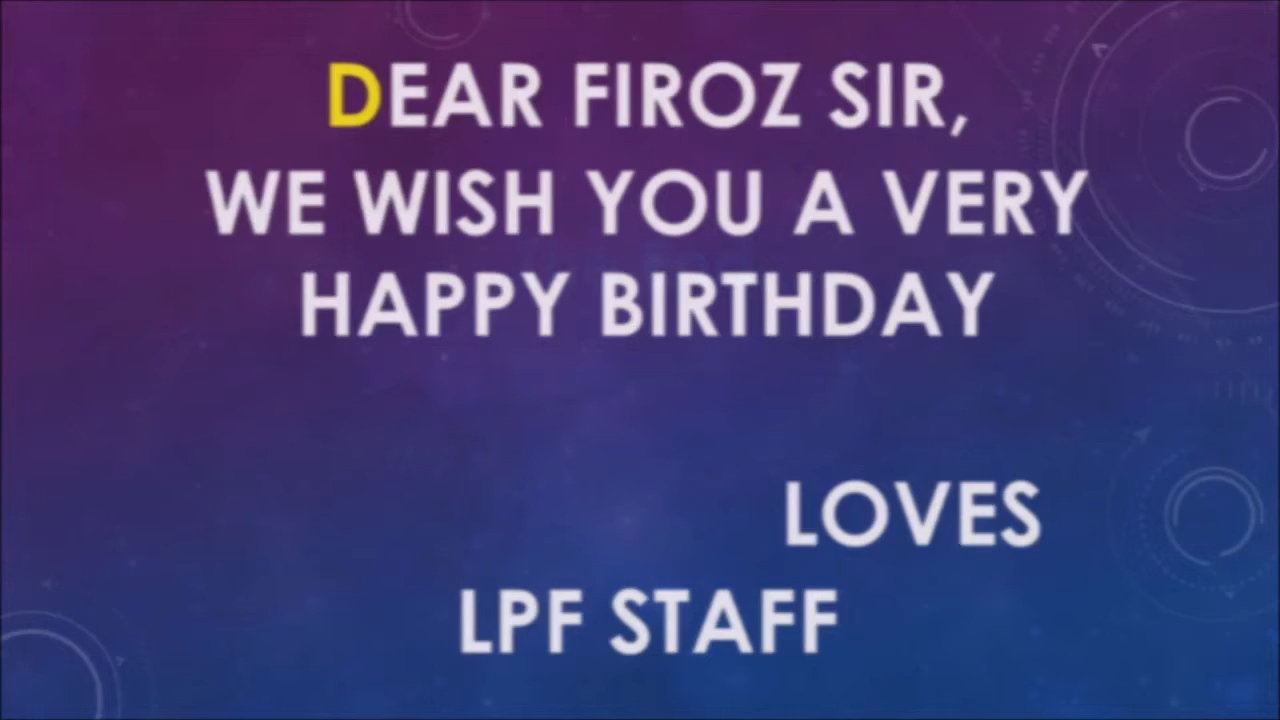 DEAR FIROZ SIR,
WE WISH YOU A VERY
HAPPY BIRTHDAY
LOVES
LPF STAFF